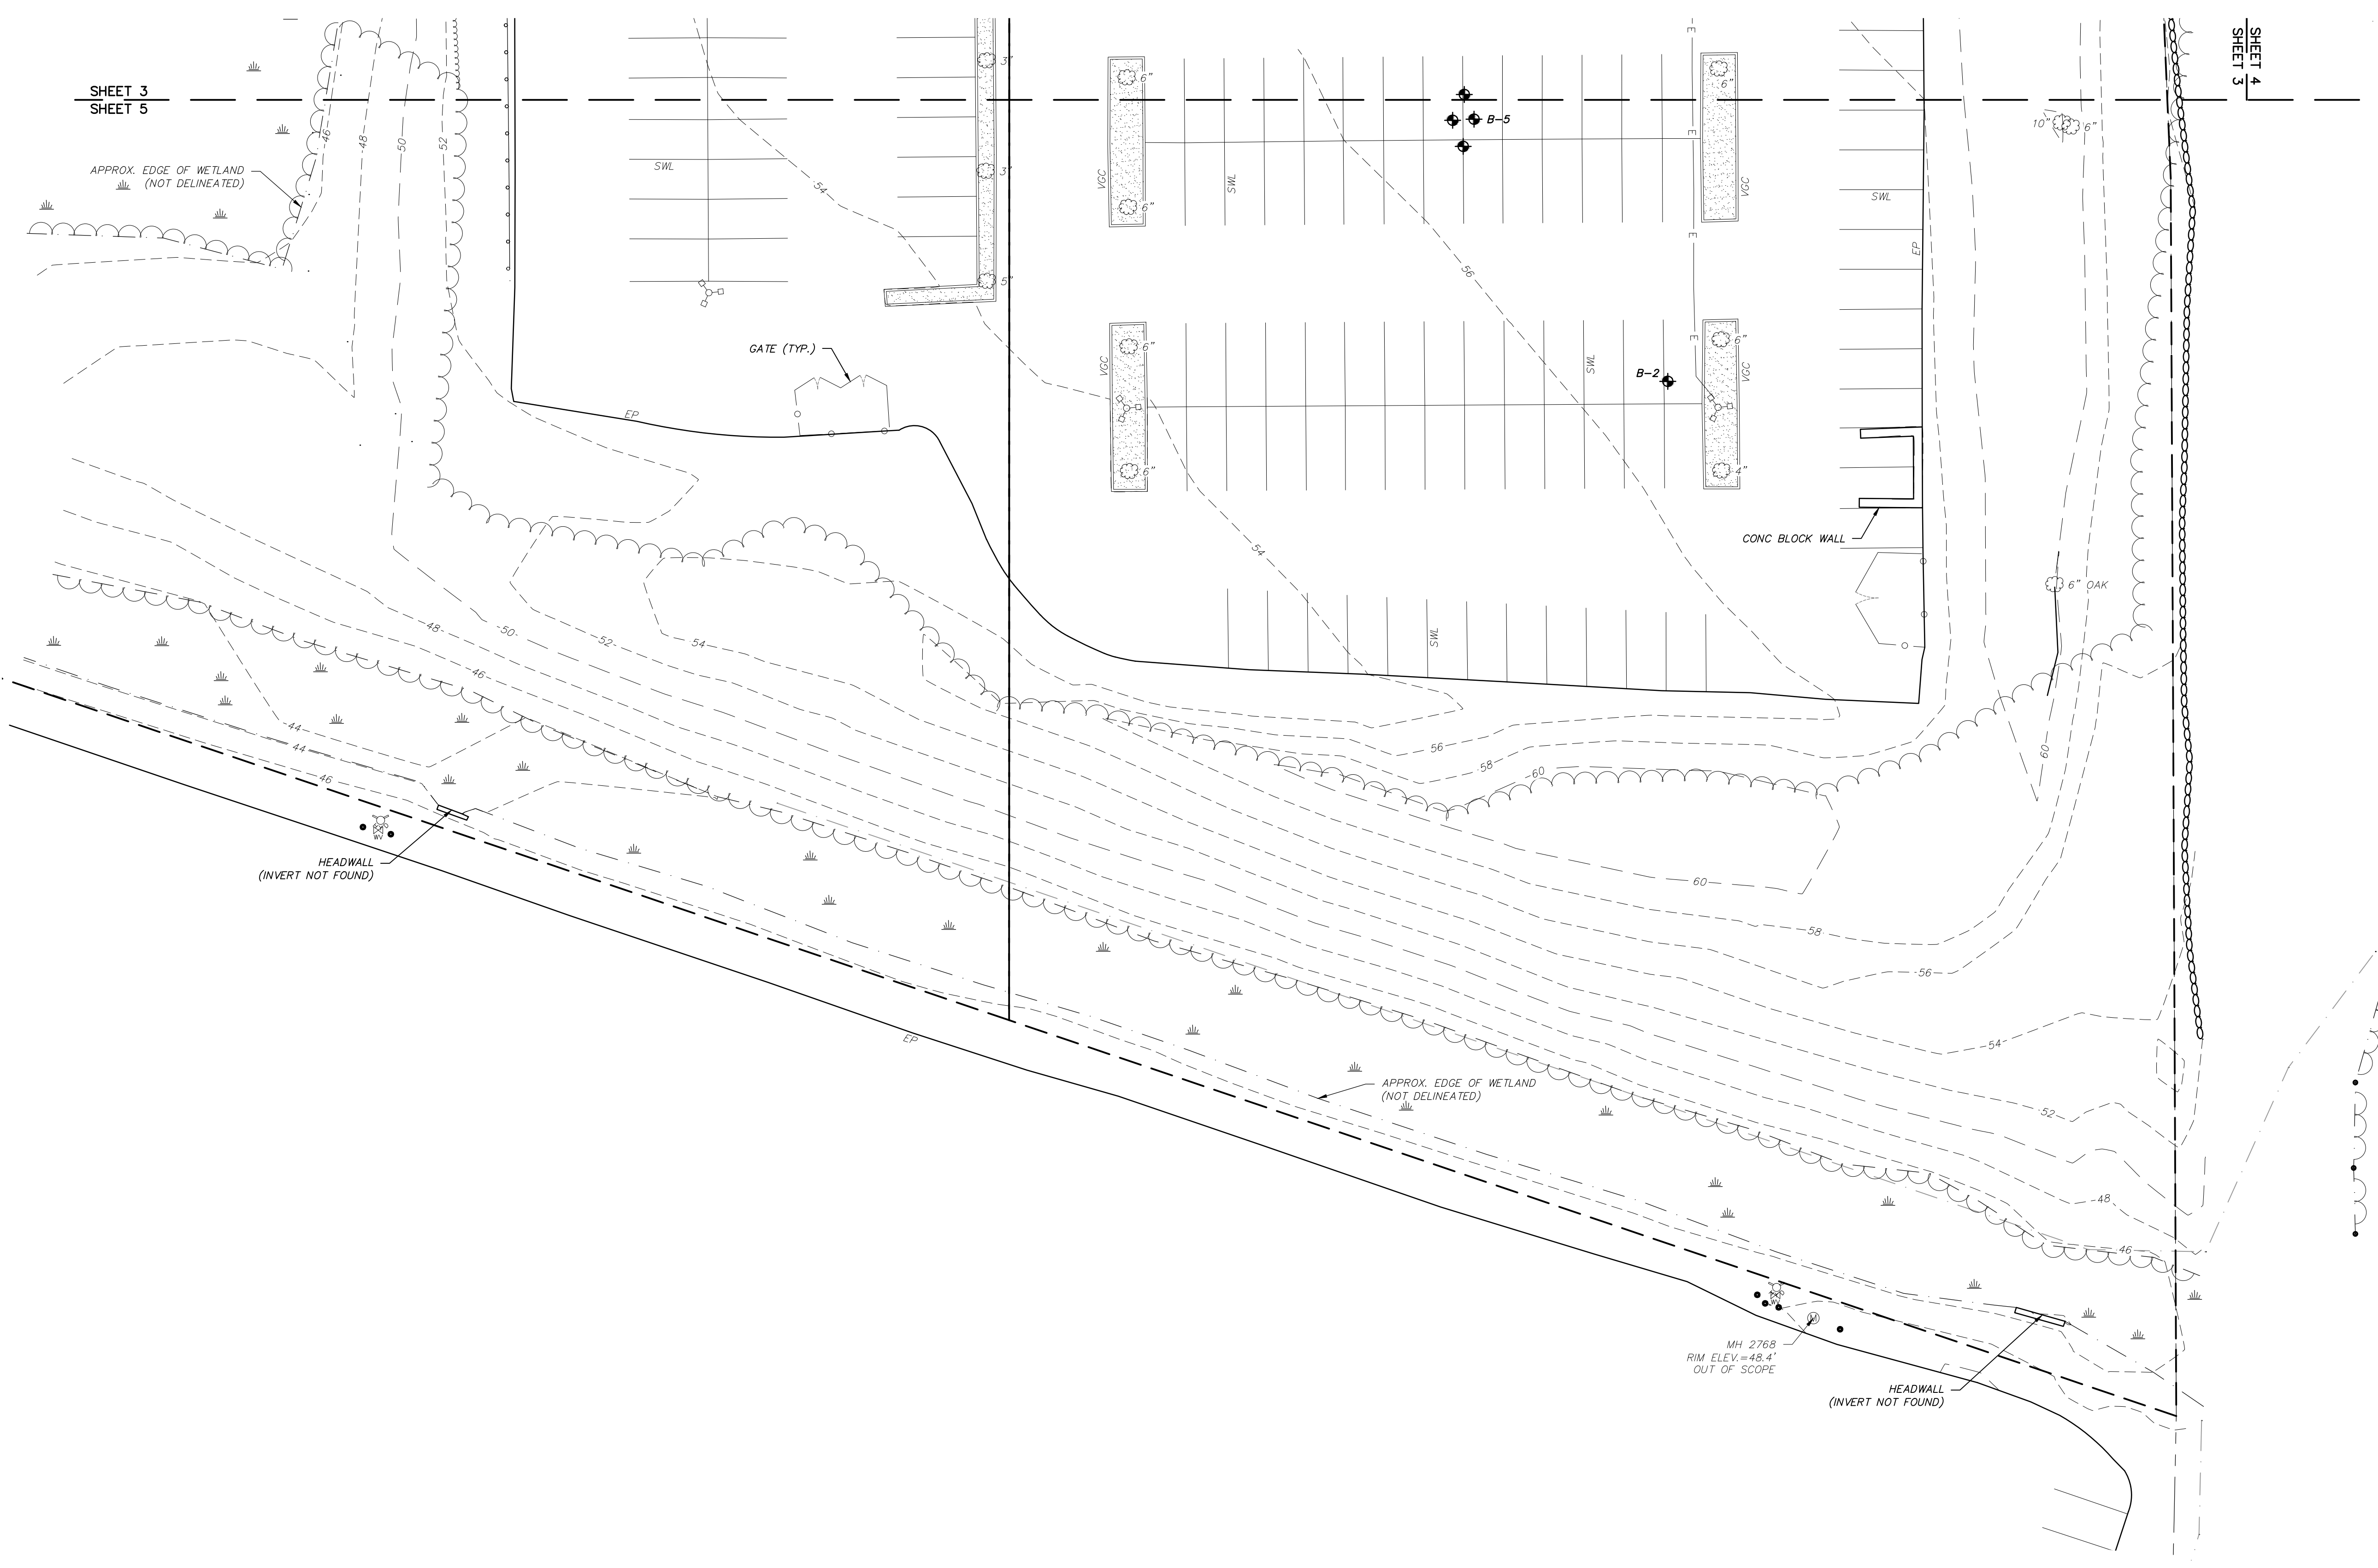 SHEET 4
SHEET 3
SHEET 3
SHEET 5
3"
6"
6"
46
48
50
52
B-5
10"
6"
APPROX. EDGE OF WETLAND
(NOT DELINEATED)
SWL
3"
54
VGC
SWL
VGC
SWL
E
E
E
E
6"
EP
5"
56
GATE (TYP.)
6"
VGC
SWL
6"
VGC
B-2
EP
6"
4"
CONC BLOCK WALL
54
6" OAK
48
50
52
54
SWL
46
44
44
46
56
58
60
60
WV
HEADWALL
(INVERT NOT FOUND)
60
58
56
EP
54
APPROX. EDGE OF WETLAND
(NOT DELINEATED)
52
48
46
WV
M
MH 2768
RIM ELEV.=48.4'
OUT OF SCOPE
HEADWALL
(INVERT NOT FOUND)